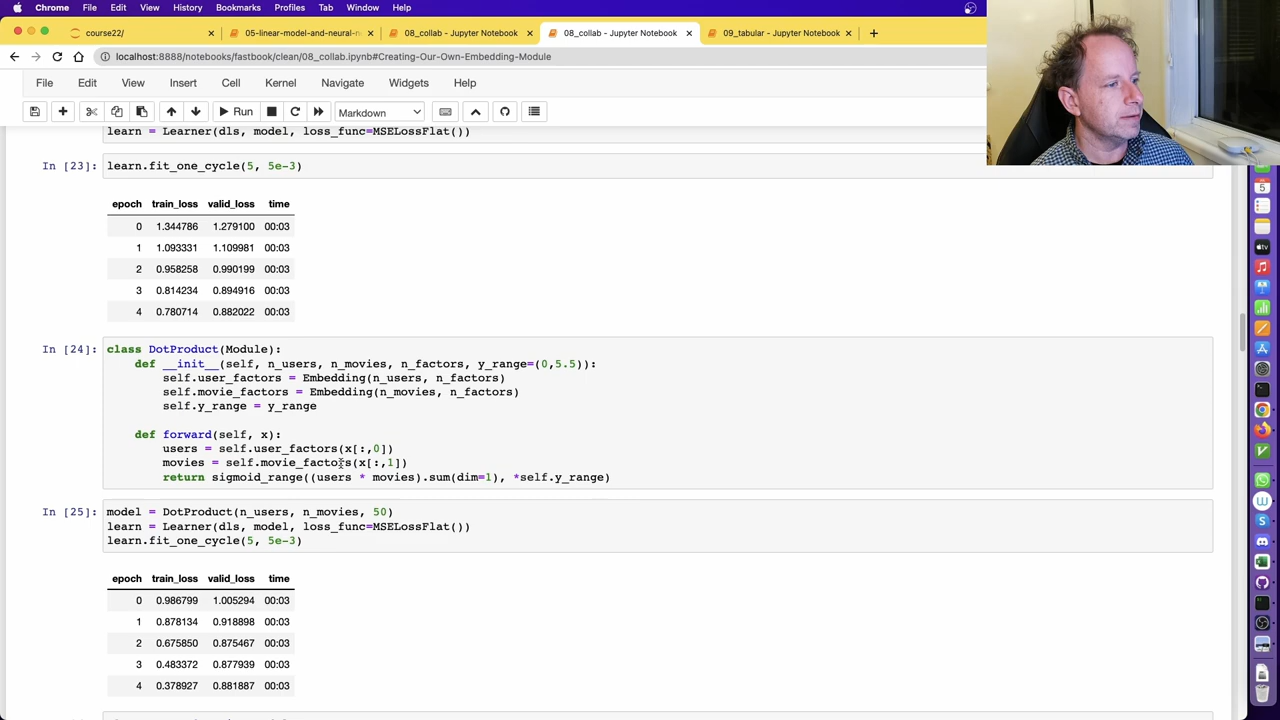 Chrome File Edit View History Bookmarks Profiles Tab Window Help
course22/
05-linear-model-and-neural-n
08_collab - Jupyter Notebook
08_collab - Jupyter Notebook
09_tabular - Jupyter Notebook
localhost:8888/notebooks/fastbook/clean/08_collab.ipynb#Creating-Our-Own-Embedding-Module
File Edit View Insert Cell Kernel Navigate Widgets Help
Run Markdown
learn = Learner(dls, model, loss_func=MSELossFlat())
In [23]: learn.fit_one_cycle(5, 5e-3)
epoch train_loss valid_loss time
0 1.344786 1.279100 00:03
1 1.093331 1.109981 00:03
2 0.958258 0.990199 00:03
3 0.814234 0.894916 00:03
4 0.780714 0.882022 00:03
In [24]: class DotProduct(Module):
def __init__(self, n_users, n_movies, n_factors, y_range=(0,5.5)):
self.user_factors = Embedding(n_users, n_factors)
self.movie_factors = Embedding(n_movies, n_factors)
self.y_range = y_range
def forward(self, x):
users = self.user_factors(x[:,0])
movies = self.movie_factors(x[:,1])
return sigmoid_range((users * movies).sum(dim=1), *self.y_range)
In [25]: model = DotProduct(n_users, n_movies, 50)
learn = Learner(dls, model, loss_func=MSELossFlat())
learn.fit_one_cycle(5, 5e-3)
epoch train_loss valid_loss time
0 0.986799 1.005294 00:03
1 0.878134 0.918898 00:03
2 0.675850 0.875467 00:03
3 0.483372 0.877939 00:03
4 0.378927 0.881887 00:03
5